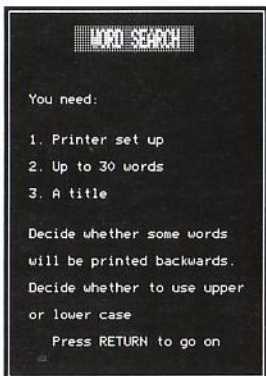 WORD SEARCH
You need:
1. Printer set up
2. Up to 30 words
3. A title
Decide whether some words
will be printed backwards.
Decide whether to use upper
or lower case
Press RETURN to go on